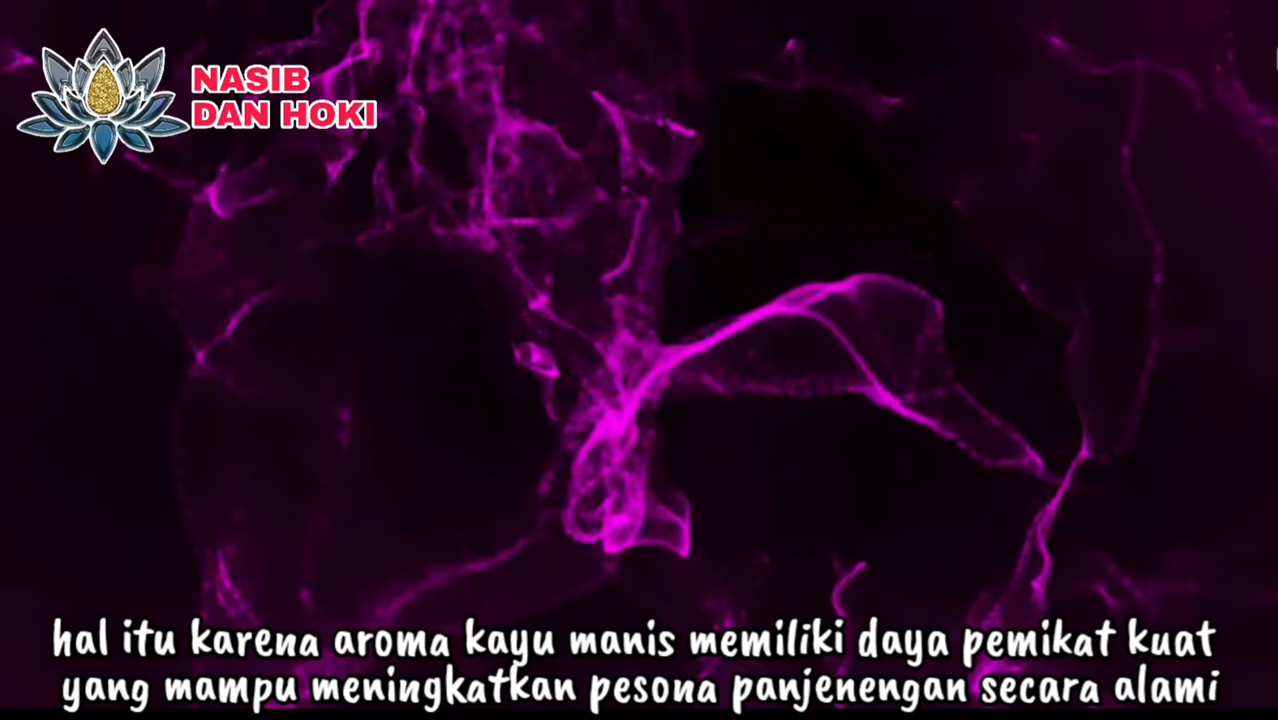 NASIB
DAN HOKI
hal itu karena aroma kayu manis memiliki daya pemikat kuat
yang mampu meningkatkan pesona panjenengan secara alami